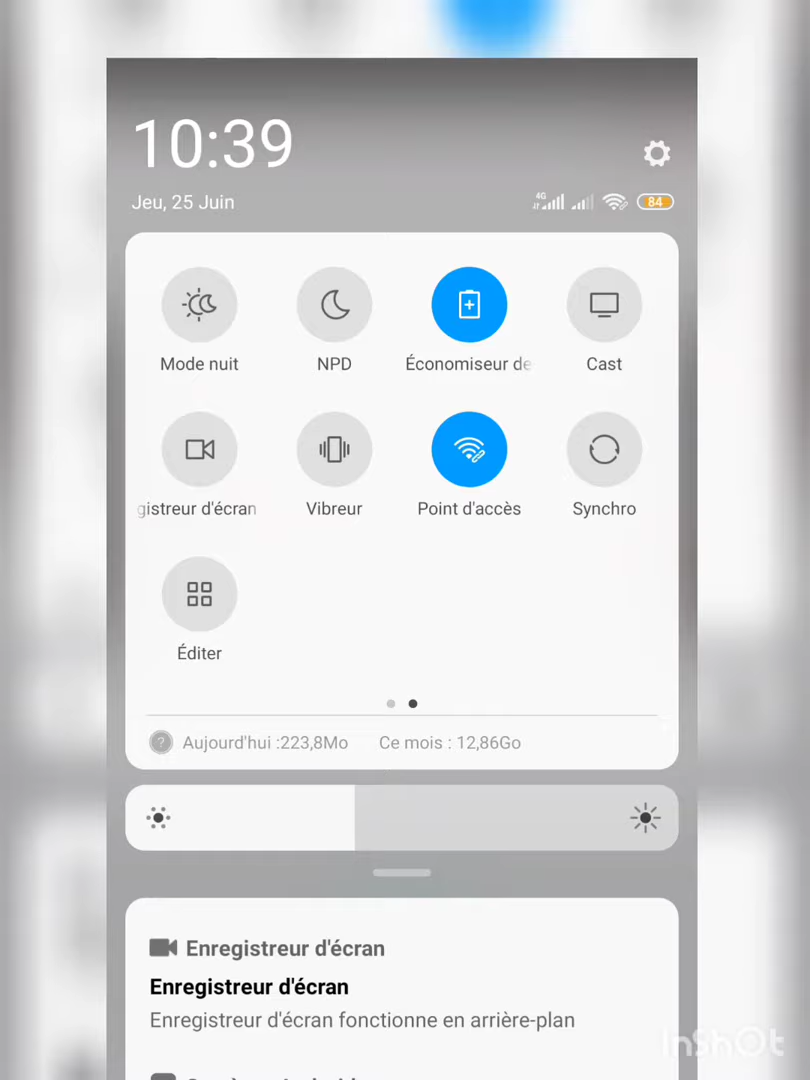 10:39
Jeu, 25 Juin
4G
84
Mode nuit
NPD
Économiseur de
Cast
gistreur d'écran
Vibreur
Point d'accès
Synchro
Éditer
? Aujourd'hui :223,8Mo Ce mois : 12,86Go
Enregistreur d'écran
Enregistreur d'écran
Enregistreur d'écran fonctionne en arrière-plan
InShOt